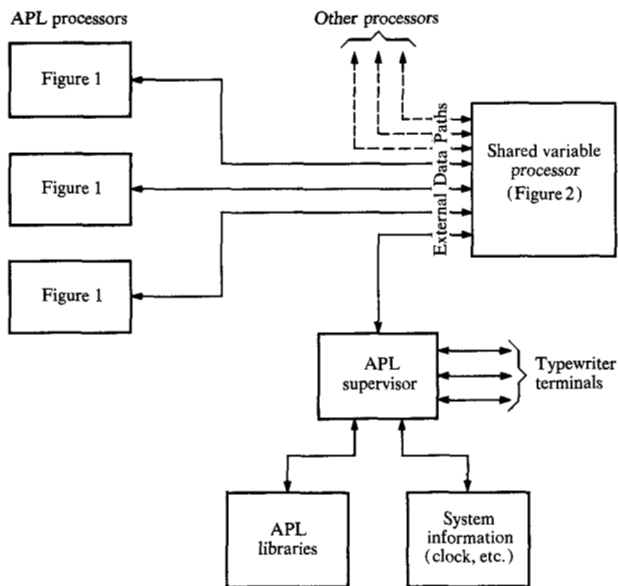 APL processors
Other processors
Figure 1
Figure 1
Figure 1
External Data Paths
Shared variable
processor
(Figure 2)
APL
supervisor
Typewriter
terminals
APL
libraries
System
information
(clock, etc.)